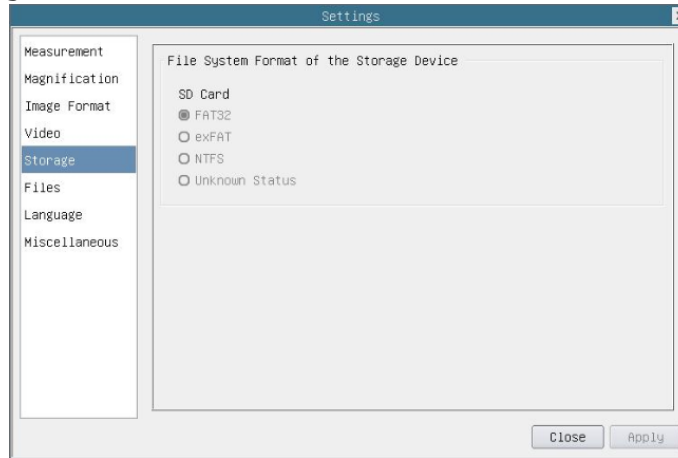 Settings
Measurement
Magnification
Image Format
Video
Storage
Files
Language
Miscellaneous
File System Format of the Storage Device
SD Card
FAT32
exFAT
NTFS
Unknown Status
Close
Apply